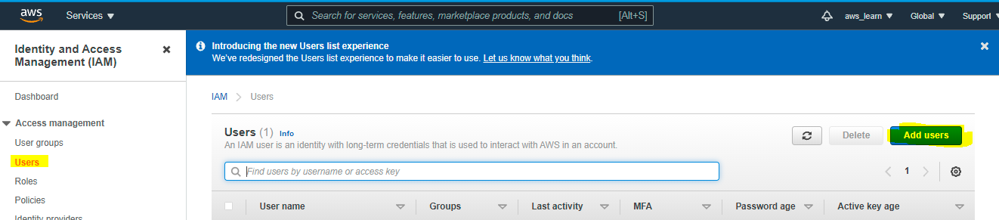 aws
Services
Search for services, features, marketplace products, and docs [Alt+S]
aws_learn
Global
Support
Identity and Access
Management (IAM)
Dashboard
Access management
User groups
Users
Roles
Policies
Identity providers
Introducing the new Users list experience
We've redesigned the Users list experience to make it easier to use. Let us know what you think.
IAM > Users
Users (1) Info
An IAM user is an identity with long-term credentials that is used to interact with AWS in an account.
Delete
Add users
Find users by username or access key
1
User name
Groups
Last activity
MFA
Password age
Active key age